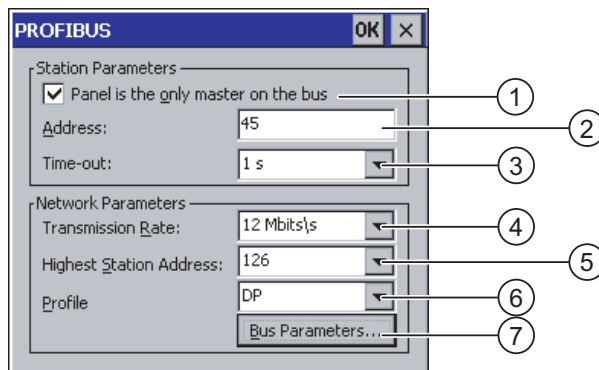 PROFIBUS OK ×
Station Parameters
Panel is the only master on the bus 1
Address: 45 2
Time-out: 1 s 3
Network Parameters
Transmission Rate: 12 Mbits\s 4
Highest Station Address: 126 5
Profile DP 6
Bus Parameters... 7